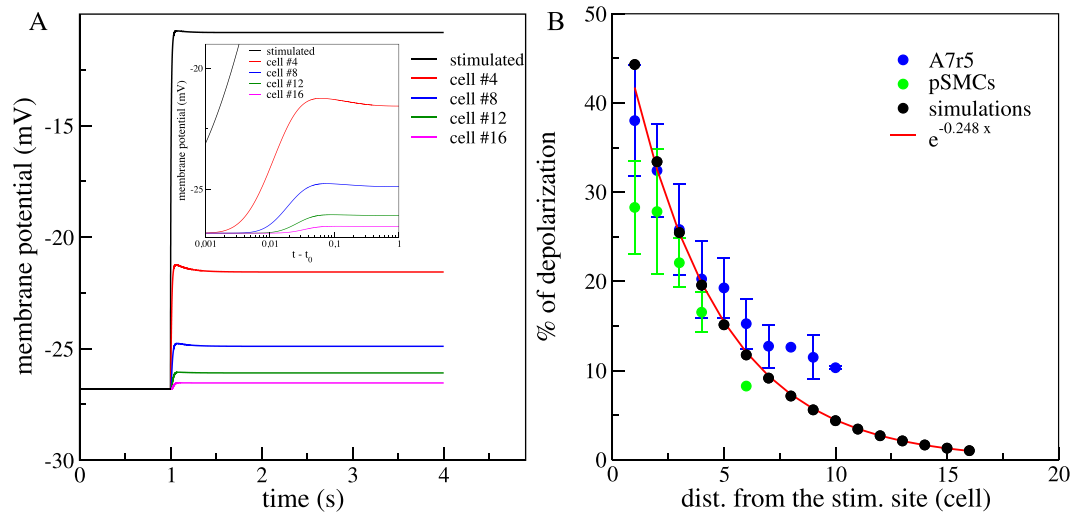 A
membrane potential (mV)
-15
-20
-25
-30
0
1
2
3
4
time (s)
stimulated
cell #4
cell #8
cell #12
cell #16
membrane potential (mV)
-20
-25
0.001
0.01
0.1
1
t - t0
stimulated
cell #4
cell #8
cell #12
cell #16
B
% of depolarization
50
40
30
20
10
0
0
5
10
15
20
dist. from the stim. site (cell)
A7r5
pSMCs
simulations
e-0.248 x